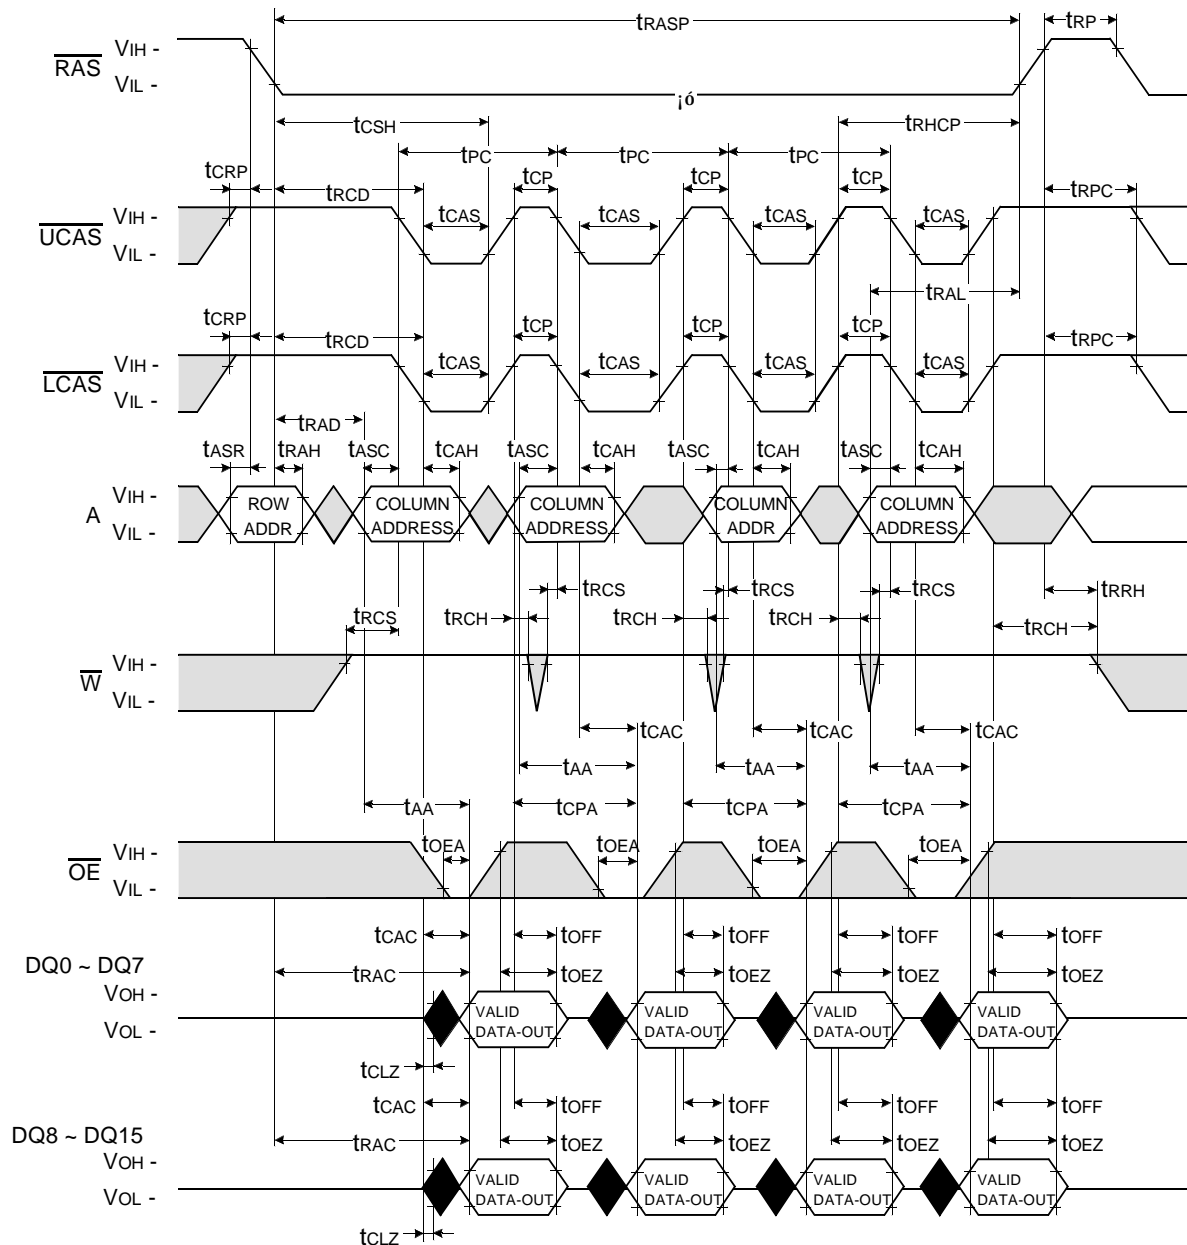 tRASP tRP
RAS VIH -
VIL -
¡ó
tCSH tRHCP
tPC tPC tPC
tCRP tRCD tCP tCP tCP tRPC
UCAS VIH -
VIL -
tCAS tCAS tCAS tCAS
tRAL
tCRP tRCD tCP tCP tCP tRPC
LCAS VIH -
VIL -
tCAS tCAS tCAS tCAS
tRAD
tASR tRAH tASC tCAH tASC tCAH tASC tCAH tASC tCAH
A VIH -
VIL -
ROW ADDR
COLUMN ADDRESS
COLUMN ADDRESS
COLUMN ADDR
COLUMN ADDRESS
tRCS tRCS tRCS tRRH
tRCS tRCH tRCH tRCH tRCH
W VIH -
VIL -
tCAC tCAC tCAC
tAA tAA tAA
tAA tCPA tCPA tCPA
tOEA tOEA tOEA tOEA
OE VIH -
VIL -
tCAC tOFF tOFF tOFF tOFF
DQ0 ~ DQ7
tRAC tOEZ tOEZ tOEZ tOEZ
VOH -
VOL -
VALID DATA-OUT
VALID DATA-OUT
VALID DATA-OUT
VALID DATA-OUT
tCLZ
tCAC tOFF tOFF tOFF tOFF
DQ8 ~ DQ15
tRAC tOEZ tOEZ tOEZ tOEZ
VOH -
VOL -
VALID DATA-OUT
VALID DATA-OUT
VALID DATA-OUT
VALID DATA-OUT
tCLZ